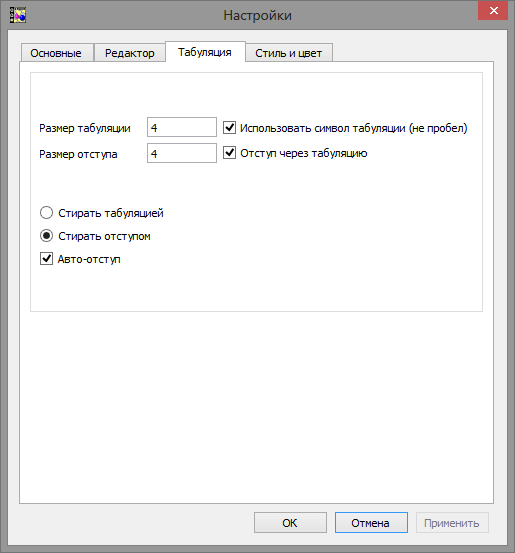 Настройки
Основные Редактор Табуляция Стиль и цвет
Размер табуляции 4 Использовать символ табуляции (не пробел)
Размер отступа 4 Отступ через табуляцию
Стирать табуляцией
Стирать отступом
Авто-отступ
OK Отмена Применить